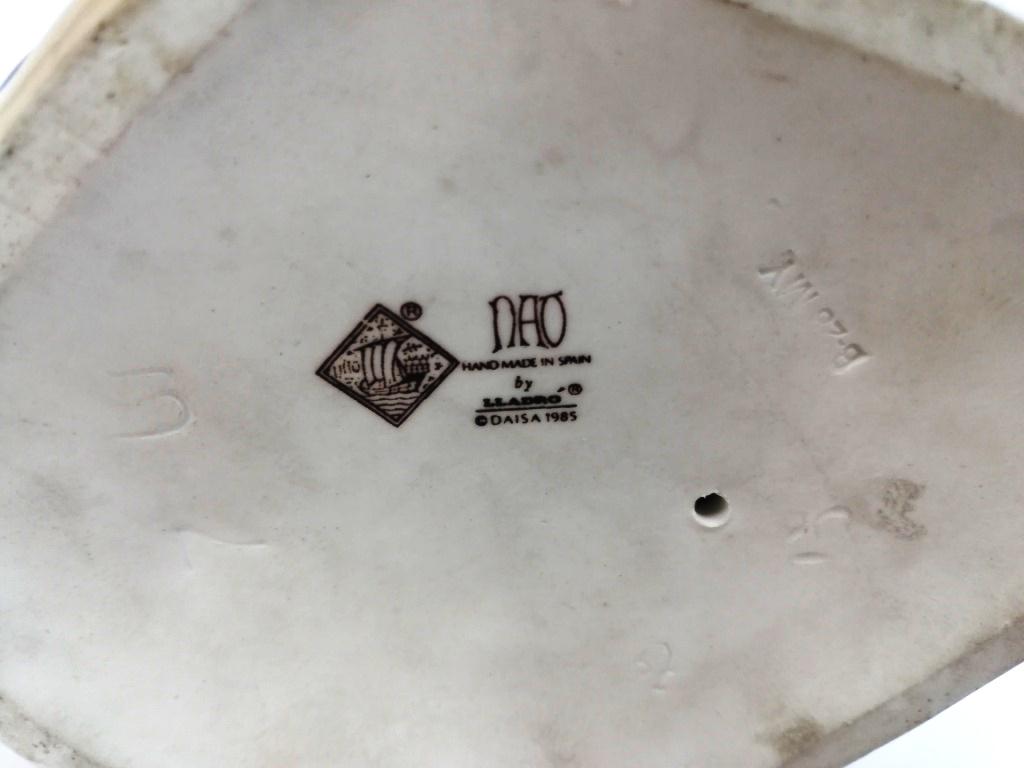 ®
NAO
HAND MADE IN SPAIN
by
LLADRÓ ®
© DAISA 1985